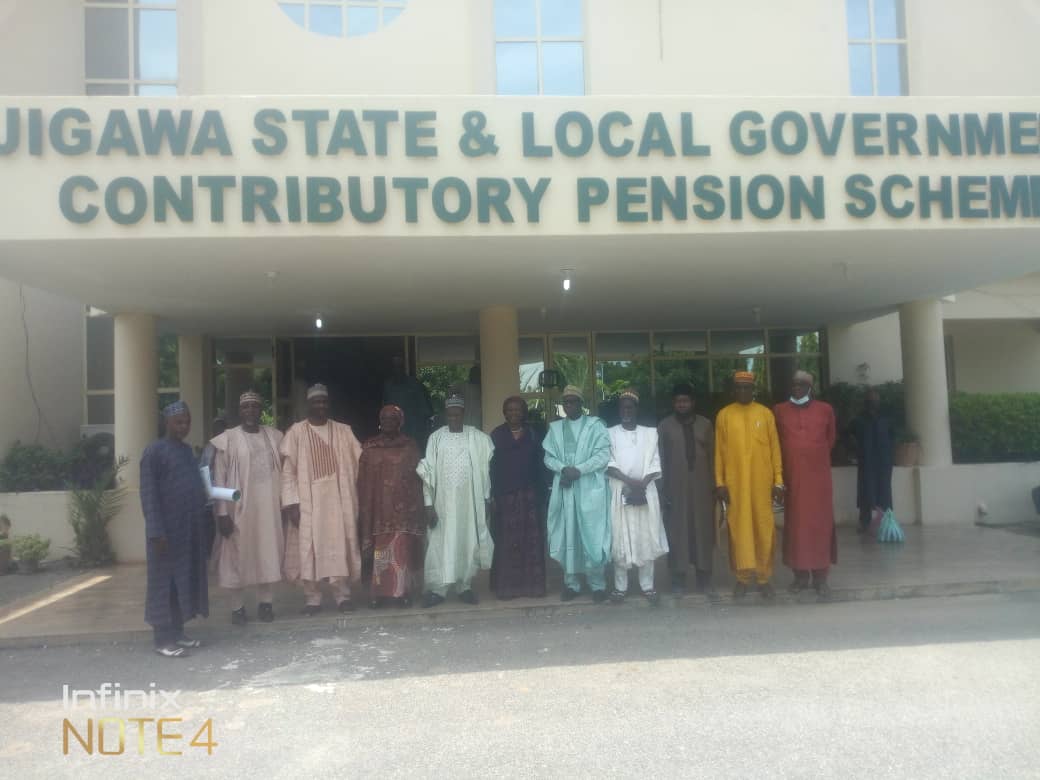 JIGAWA STATE & LOCAL GOVERNME
CONTRIBUTORY PENSION SCHEME
Infinix
NOTE 4